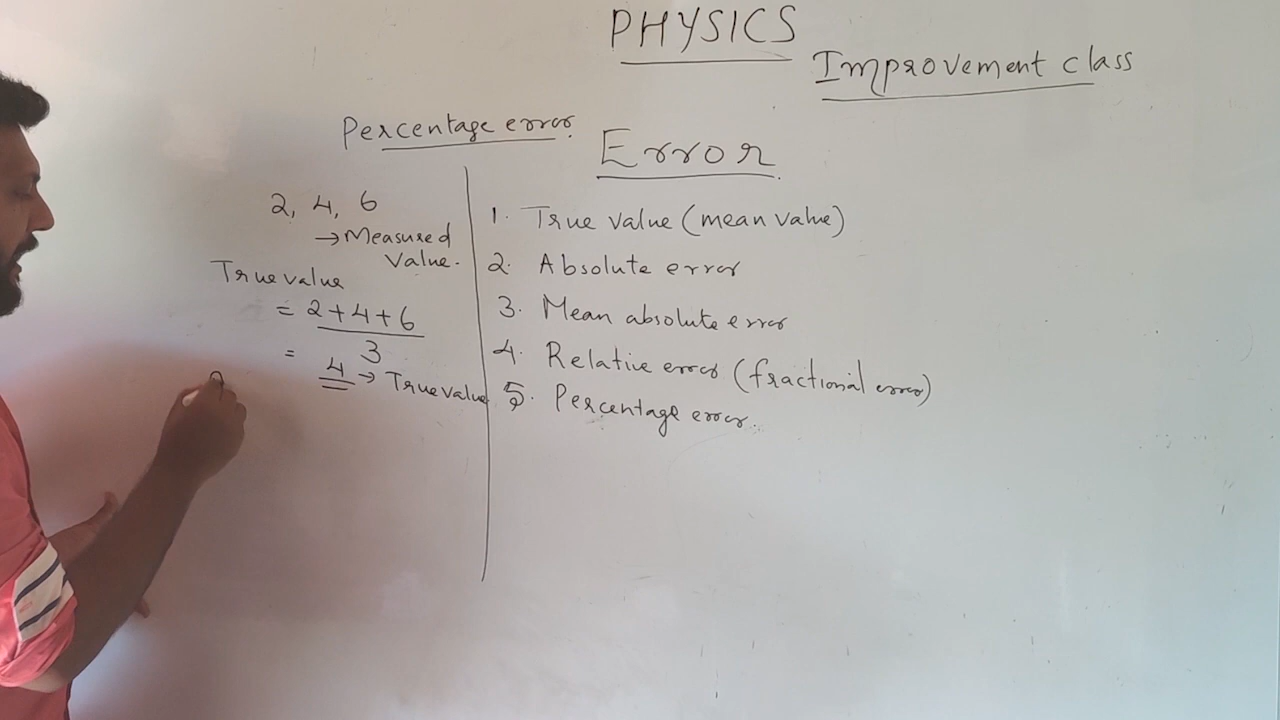 PHYSICS
Improvement class
Percentage error
Error
2, 4, 6
→Measured
Value.
True value
= 2+4+6
3
= 4 → True value
1. True value (mean value)
2. Absolute error
3. Mean absolute error
4. Relative error (fractional error)
5. Percentage error.